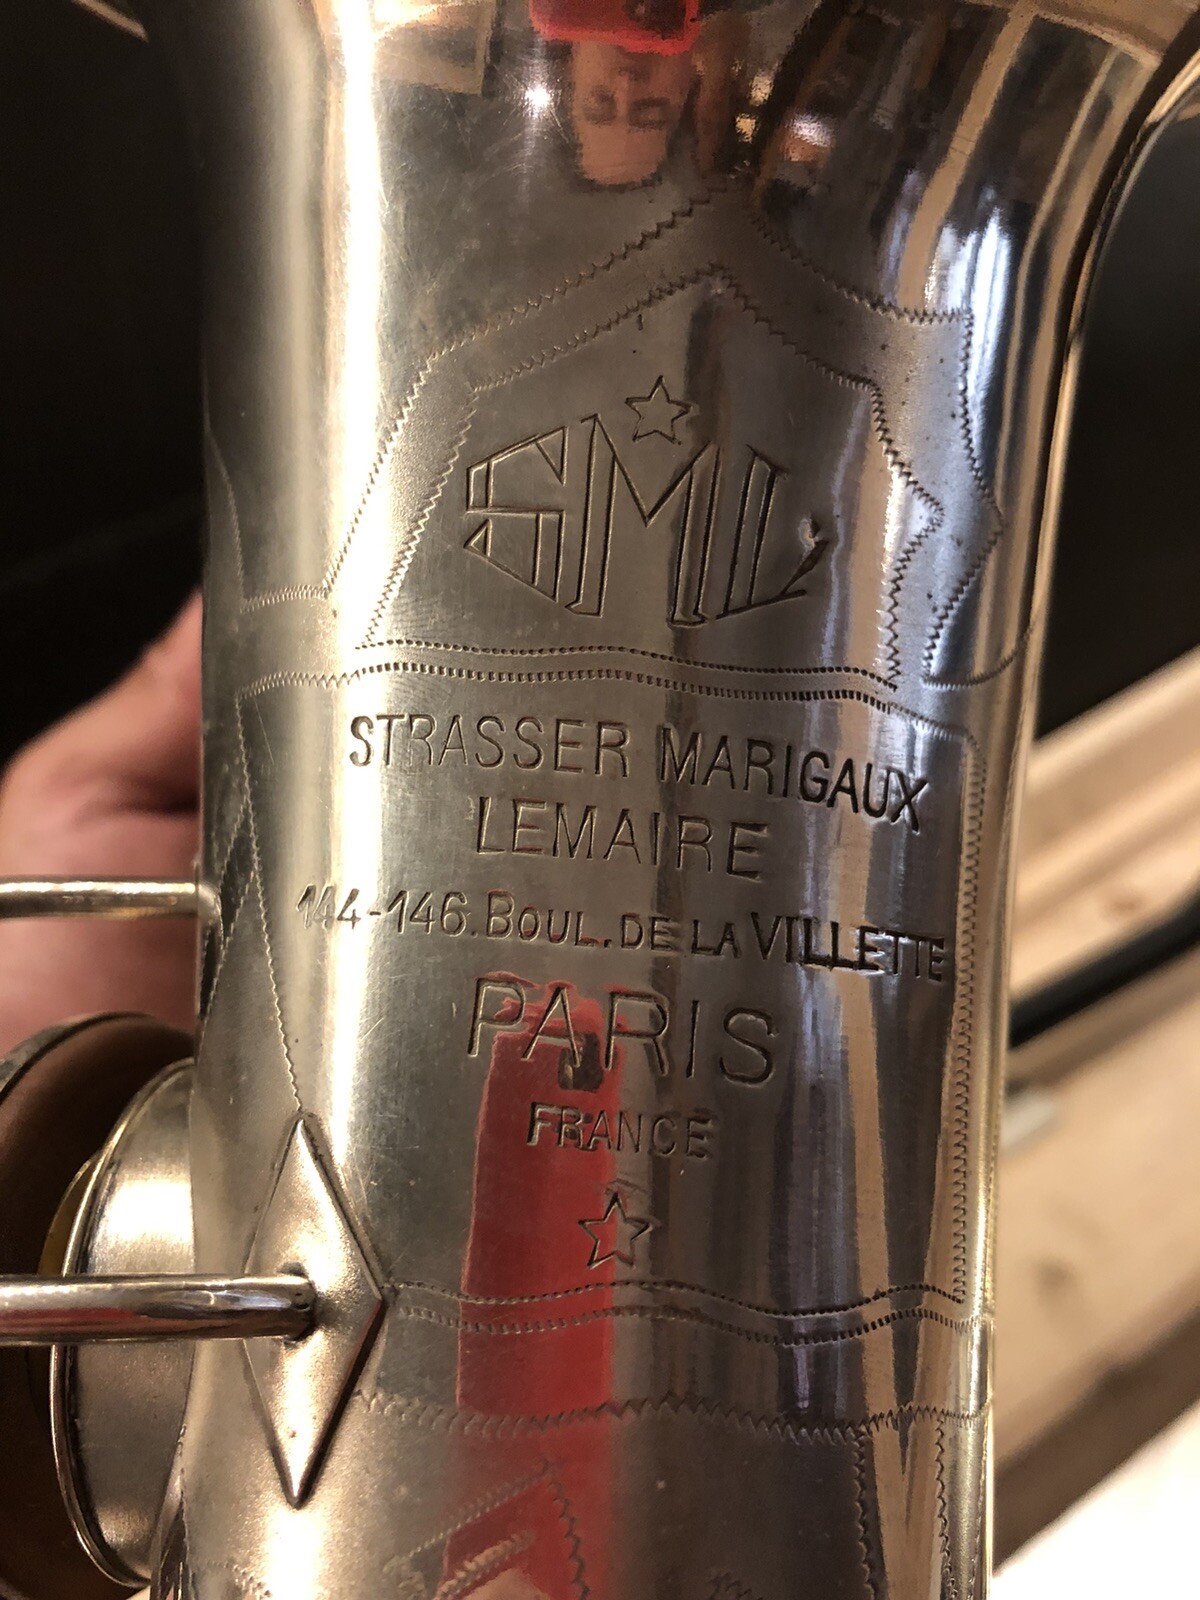 SML
STRASSER MARIGAUX
LEMAIRE
144-146.BOUL.DE LA VILLETTE
PARIS
FRANCE